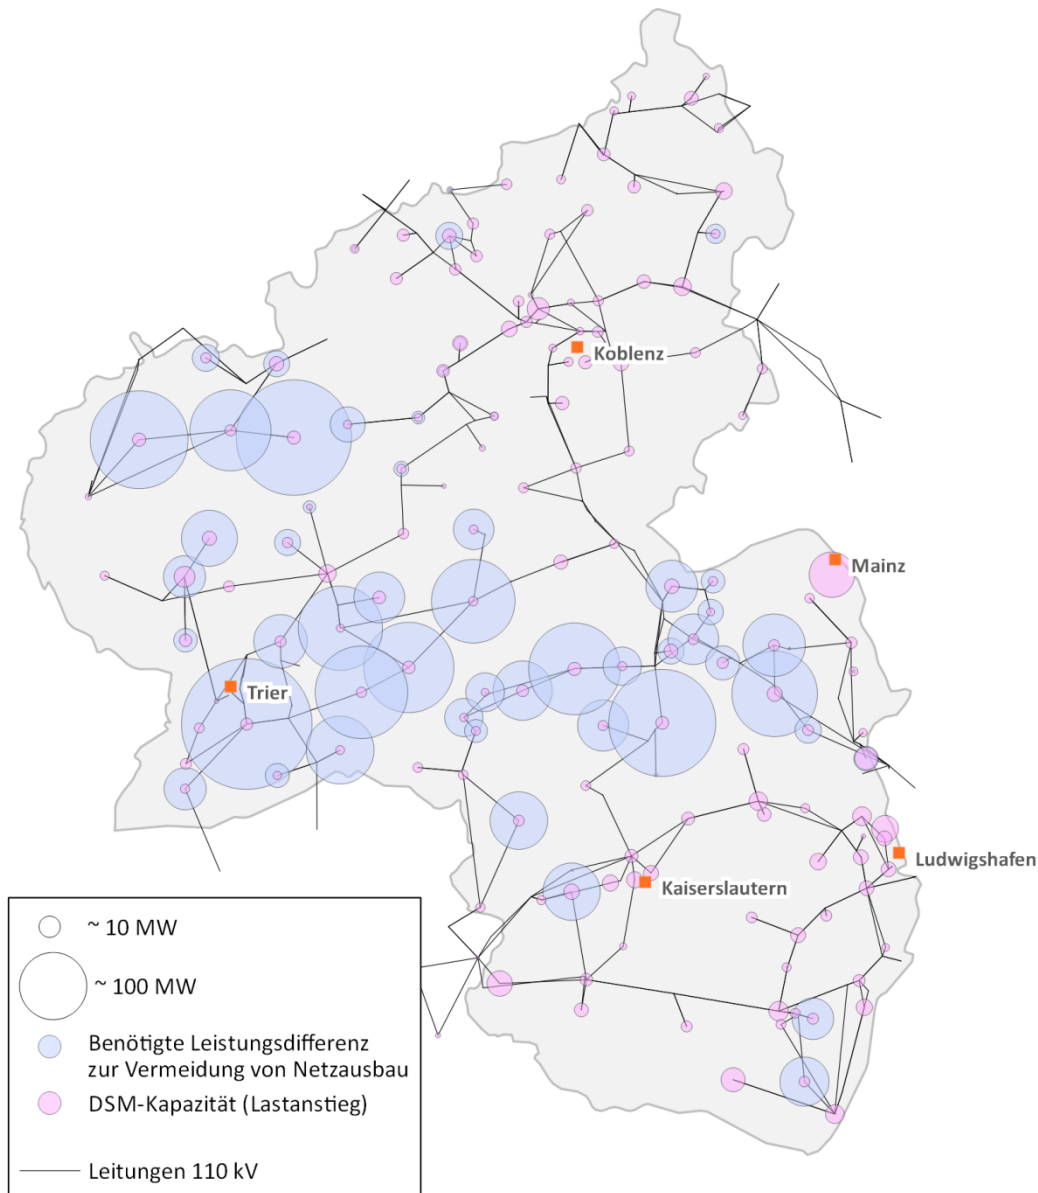 Koblenz
Mainz
Trier
Ludwigshafen
Kaiserslautern
~ 10 MW
~ 100 MW
Benötigte Leistungsdifferenz
zur Vermeidung von Netzausbau
DSM-Kapazität (Lastanstieg)
Leitungen 110 kV